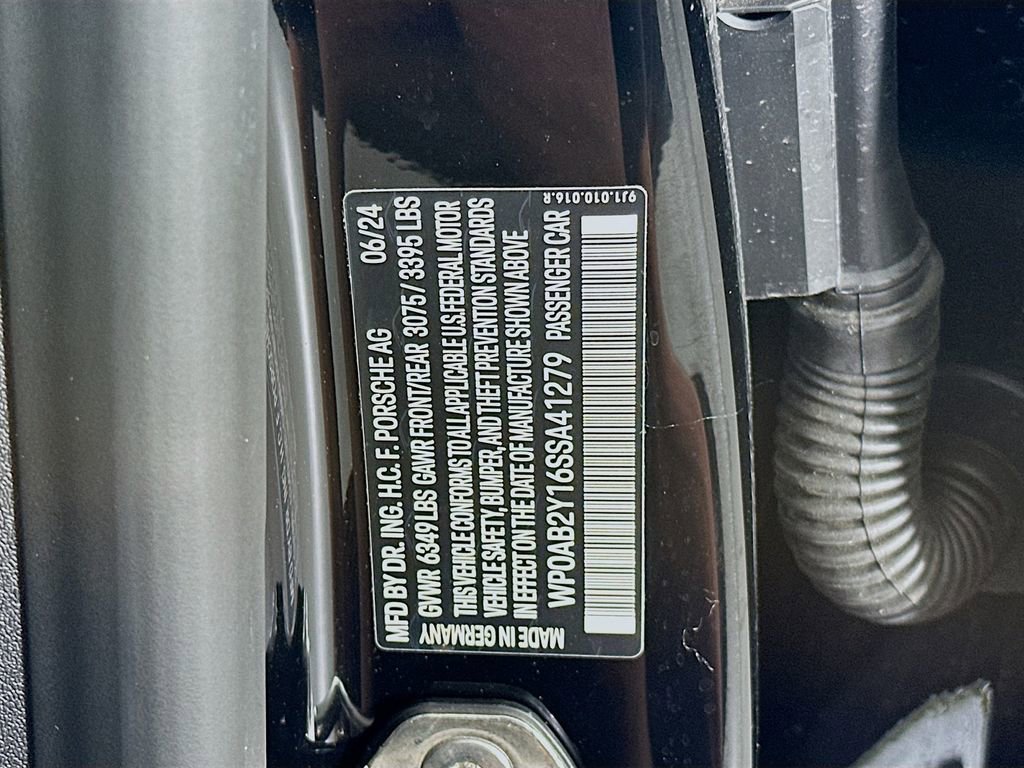 MFD BY DR. ING. H.C. F. PORSCHE AG 06/24
GVWR 6349 LBS GAWR FRONT/REAR 3075 / 3395 LBS
THIS VEHICLE CONFORMS TO ALL APPLICABLE U.S.FEDERAL MOTOR
VEHICLE SAFETY, BUMPER, AND THEFT PREVENTION STANDARDS
IN EFFECT ON THE DATE OF MANUFACTURE SHOWN ABOVE
WP0AB2Y16SSA41279 PASSENGER CAR
MADE IN GERMANY
9J1.010.016.R